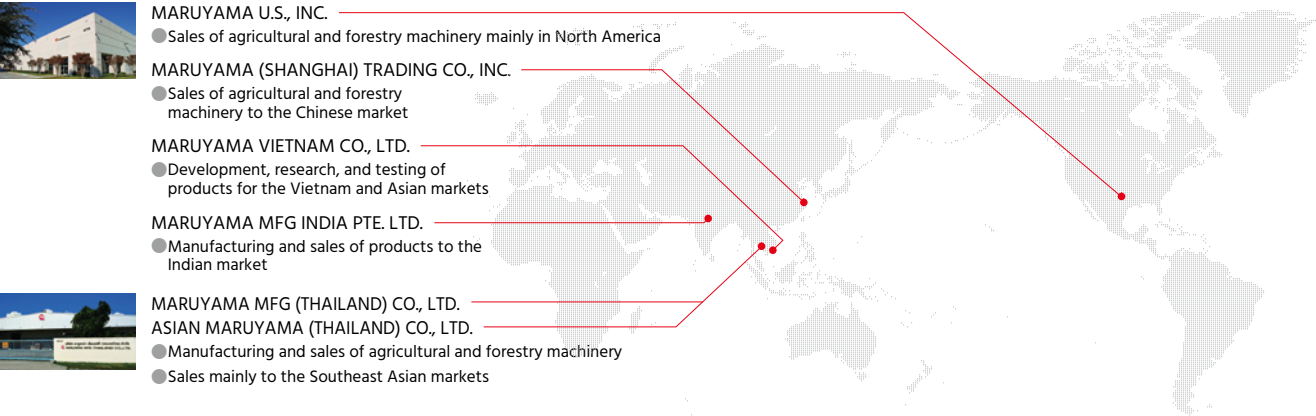 MARUYAMA U.S., INC.
●Sales of agricultural and forestry machinery mainly in North America
MARUYAMA (SHANGHAI) TRADING CO., INC.
●Sales of agricultural and forestry
machinery to the Chinese market
MARUYAMA VIETNAM CO., LTD.
●Development, research, and testing of
products for the Vietnam and Asian markets
MARUYAMA MFG INDIA PTE. LTD.
●Manufacturing and sales of products to the
Indian market
MARUYAMA MFG (THAILAND) CO., LTD.
ASIAN MARUYAMA (THAILAND) CO., LTD.
●Manufacturing and sales of agricultural and forestry machinery
●Sales mainly to the Southeast Asian markets